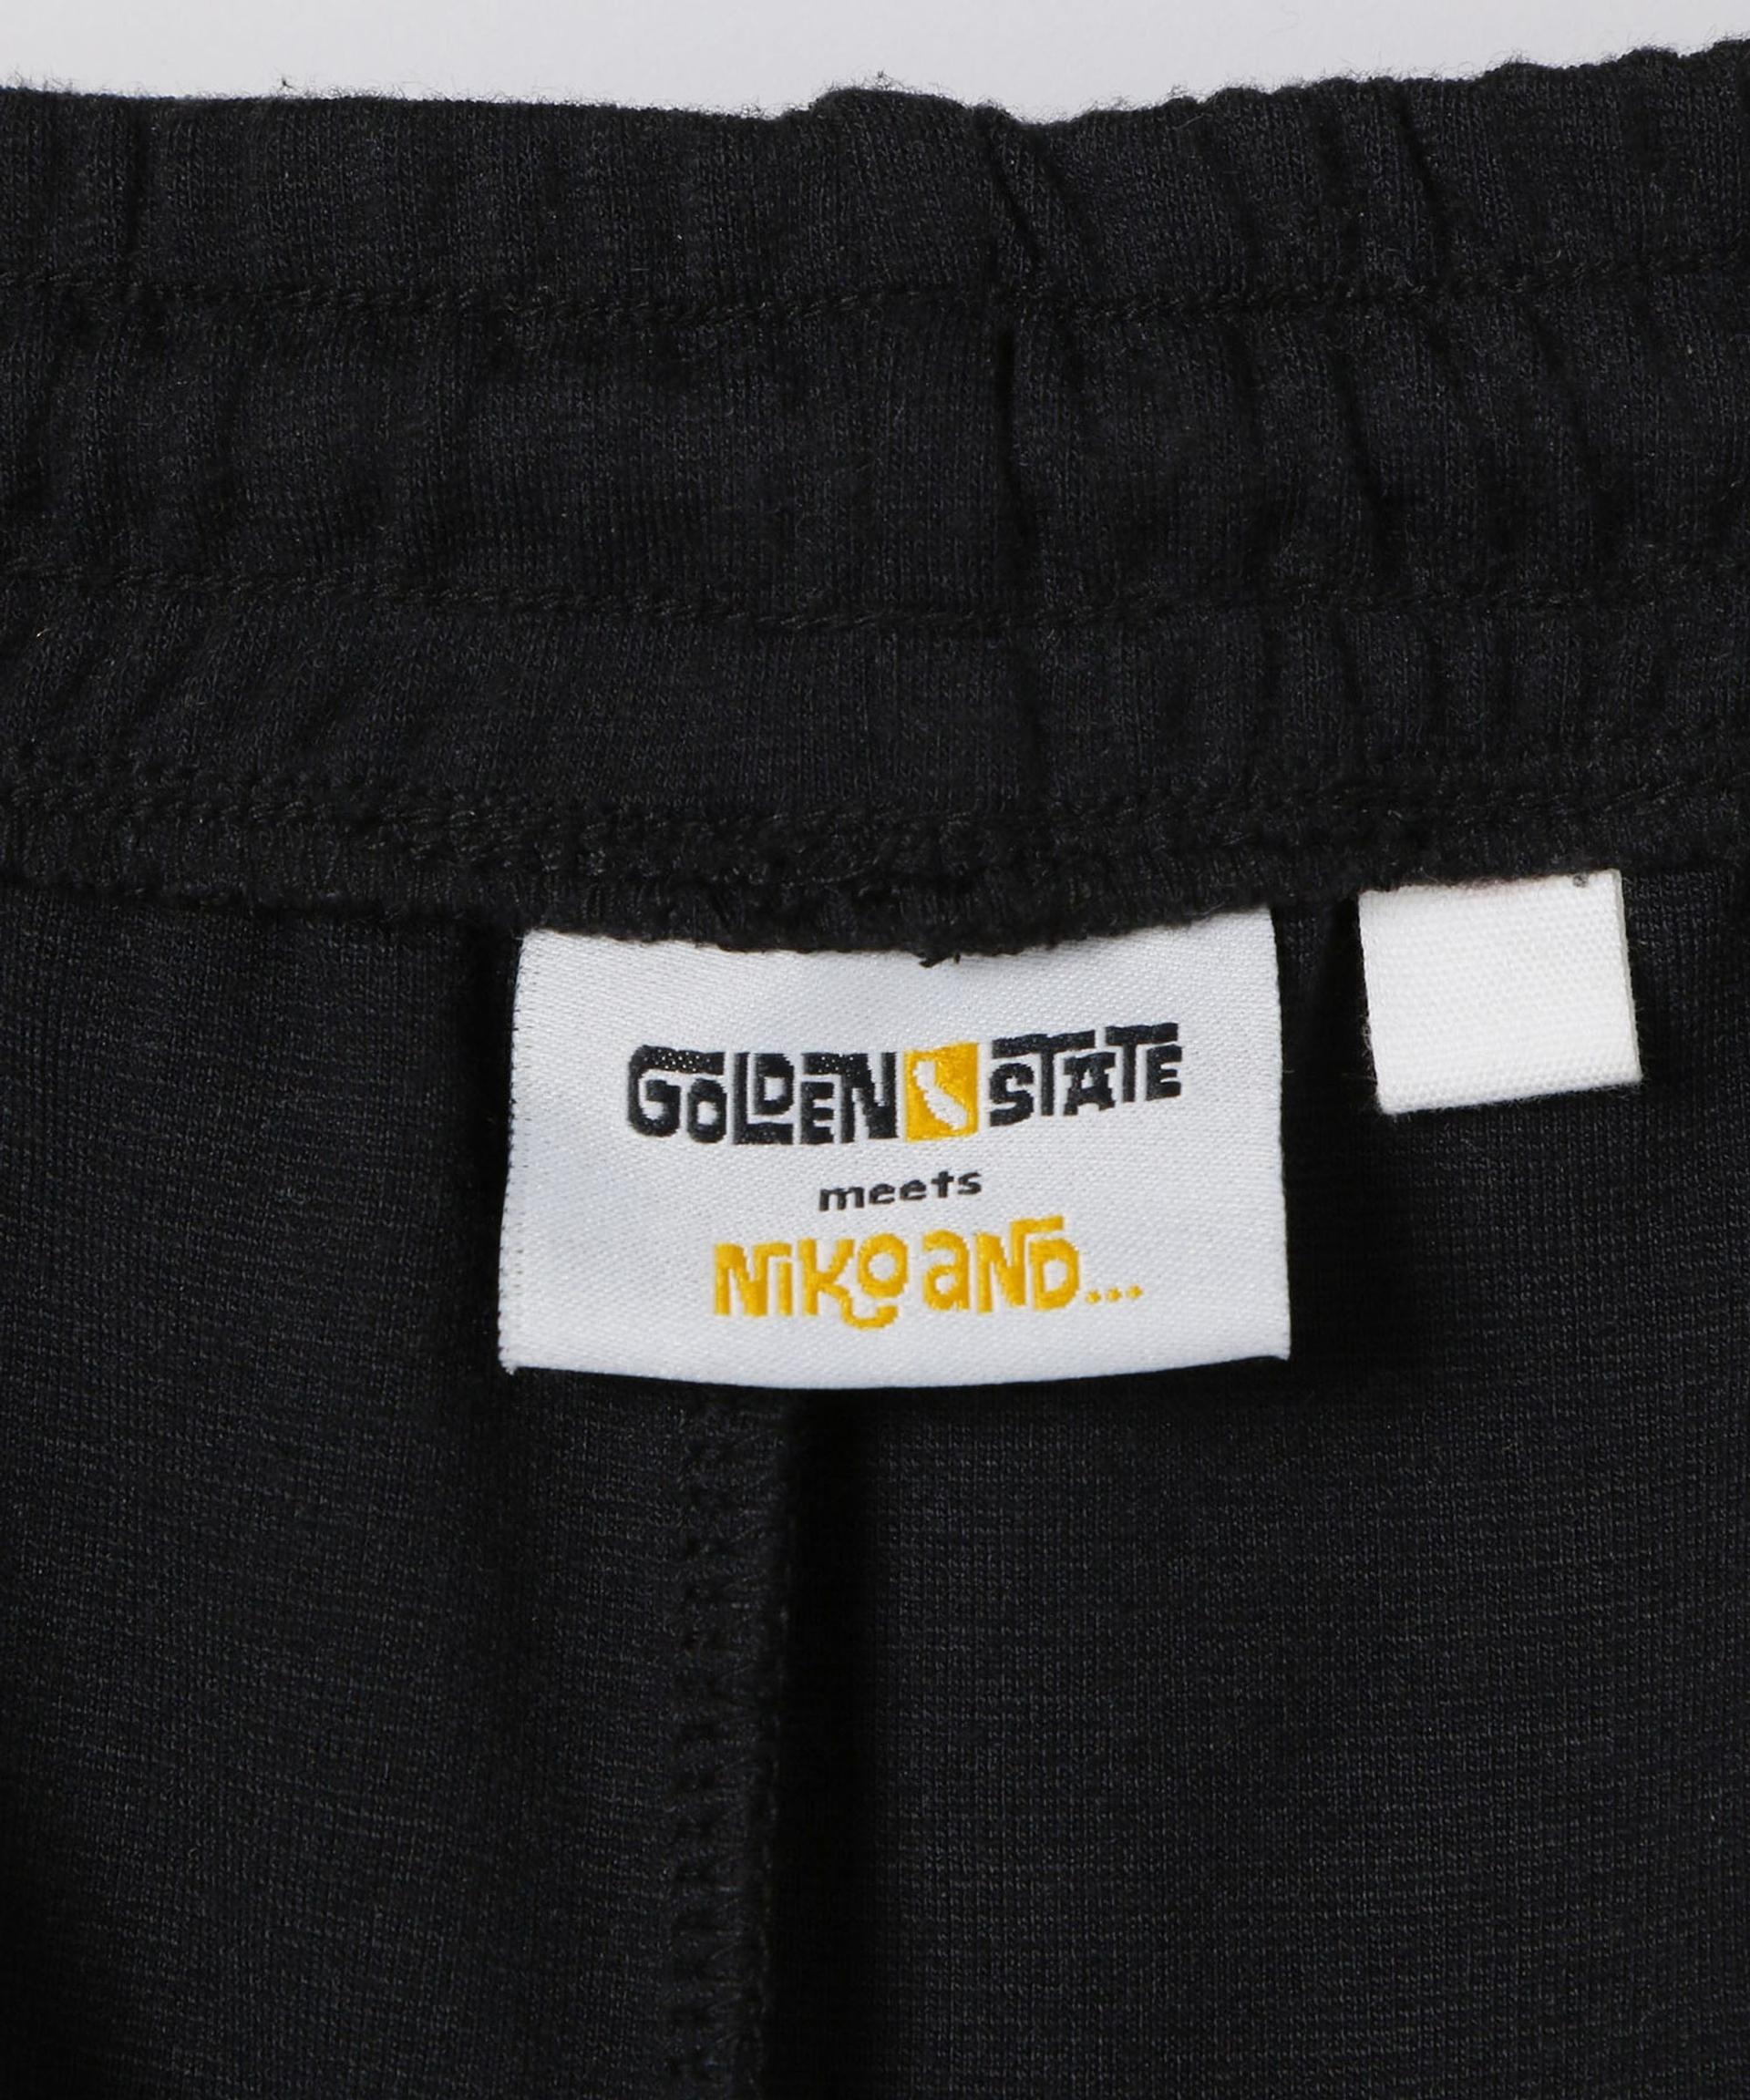 GOLDEN STATE
meets
NIKO AND...